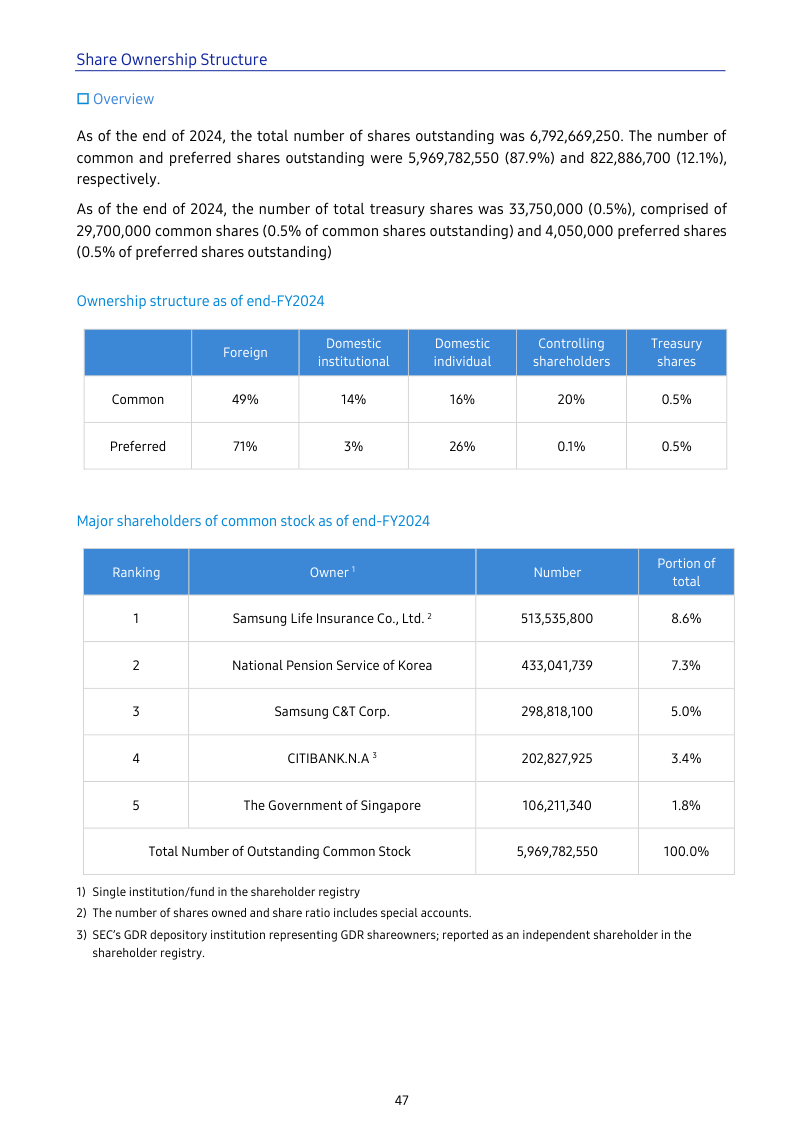 Share Ownership Structure
☐ Overview
As of the end of 2024, the total number of shares outstanding was 6,792,669,250. The number of
common and preferred shares outstanding were 5,969,782,550 (87.9%) and 822,886,700 (12.1%),
respectively.
As of the end of 2024, the number of total treasury shares was 33,750,000 (0.5%), comprised of
29,700,000 common shares (0.5% of common shares outstanding) and 4,050,000 preferred shares
(0.5% of preferred shares outstanding)
Ownership structure as of end-FY2024
Foreign Domestic institutional Domestic individual Controlling shareholders Treasury shares
Common 49% 14% 16% 20% 0.5%
Preferred 71% 3% 26% 0.1% 0.5%
Major shareholders of common stock as of end-FY2024
Ranking Owner 1 Number Portion of total
1 Samsung Life Insurance Co., Ltd. 2 513,535,800 8.6%
2 National Pension Service of Korea 433,041,739 7.3%
3 Samsung C&T Corp. 298,818,100 5.0%
4 CITIBANK.N.A 3 202,827,925 3.4%
5 The Government of Singapore 106,211,340 1.8%
Total Number of Outstanding Common Stock 5,969,782,550 100.0%
1) Single institution/fund in the shareholder registry
2) The number of shares owned and share ratio includes special accounts.
3) SEC's GDR depository institution representing GDR shareowners; reported as an independent shareholder in the
shareholder registry.
47